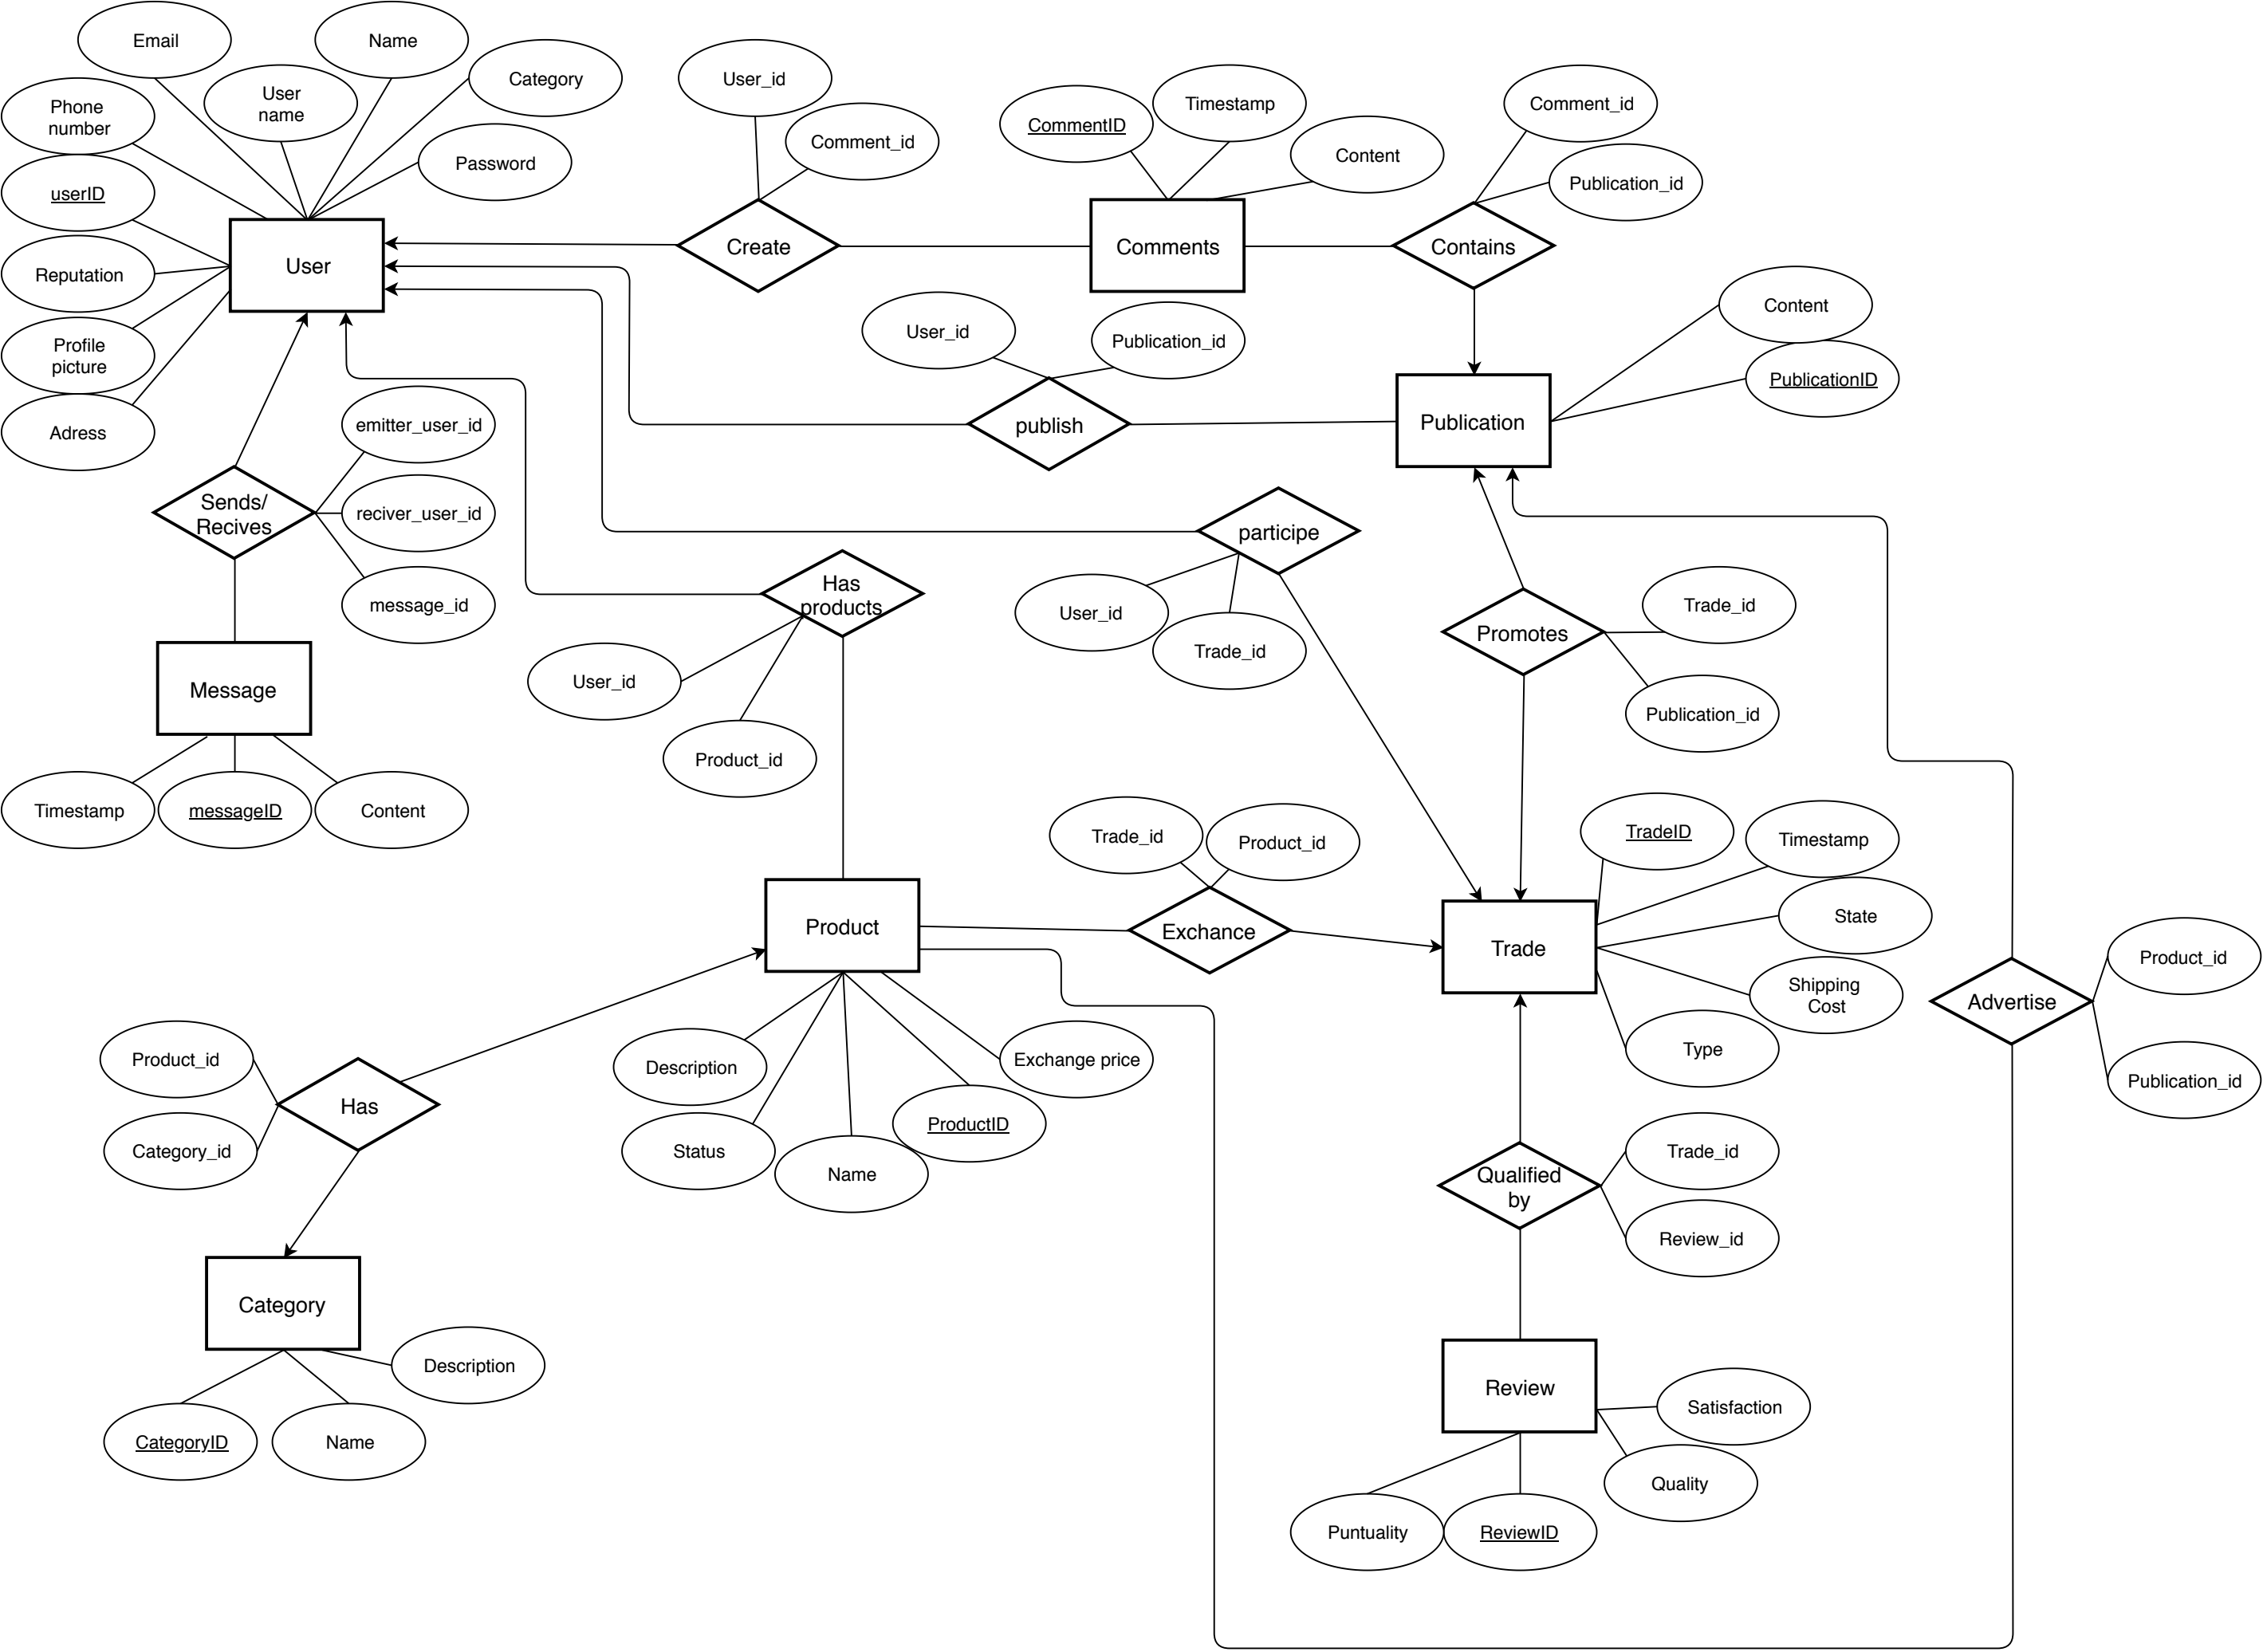 Email
Name
Category
User
name
Phone
number
Password
userID
Reputation
Profile
picture
Adress
User
User_id
Comment_id
Create
CommentID
Timestamp
Content
Comments
Comment_id
Publication_id
Contains
Content
PublicationID
Publication
User_id
Publication_id
publish
emitter_user_id
reciver_user_id
message_id
Sends/
Recives
Message
Timestamp
messageID
Content
Has
products
User_id
Product_id
participe
User_id
Trade_id
Promotes
Trade_id
Publication_id
Trade_id
Product_id
Exchance
Product
Description
Status
Name
ProductID
Exchange price
Trade
TradeID
Timestamp
State
Shipping
Cost
Type
Advertise
Product_id
Publication_id
Product_id
Category_id
Has
Category
Description
CategoryID
Name
Qualified
by
Trade_id
Review_id
Review
Satisfaction
Quality
Puntuality
ReviewID